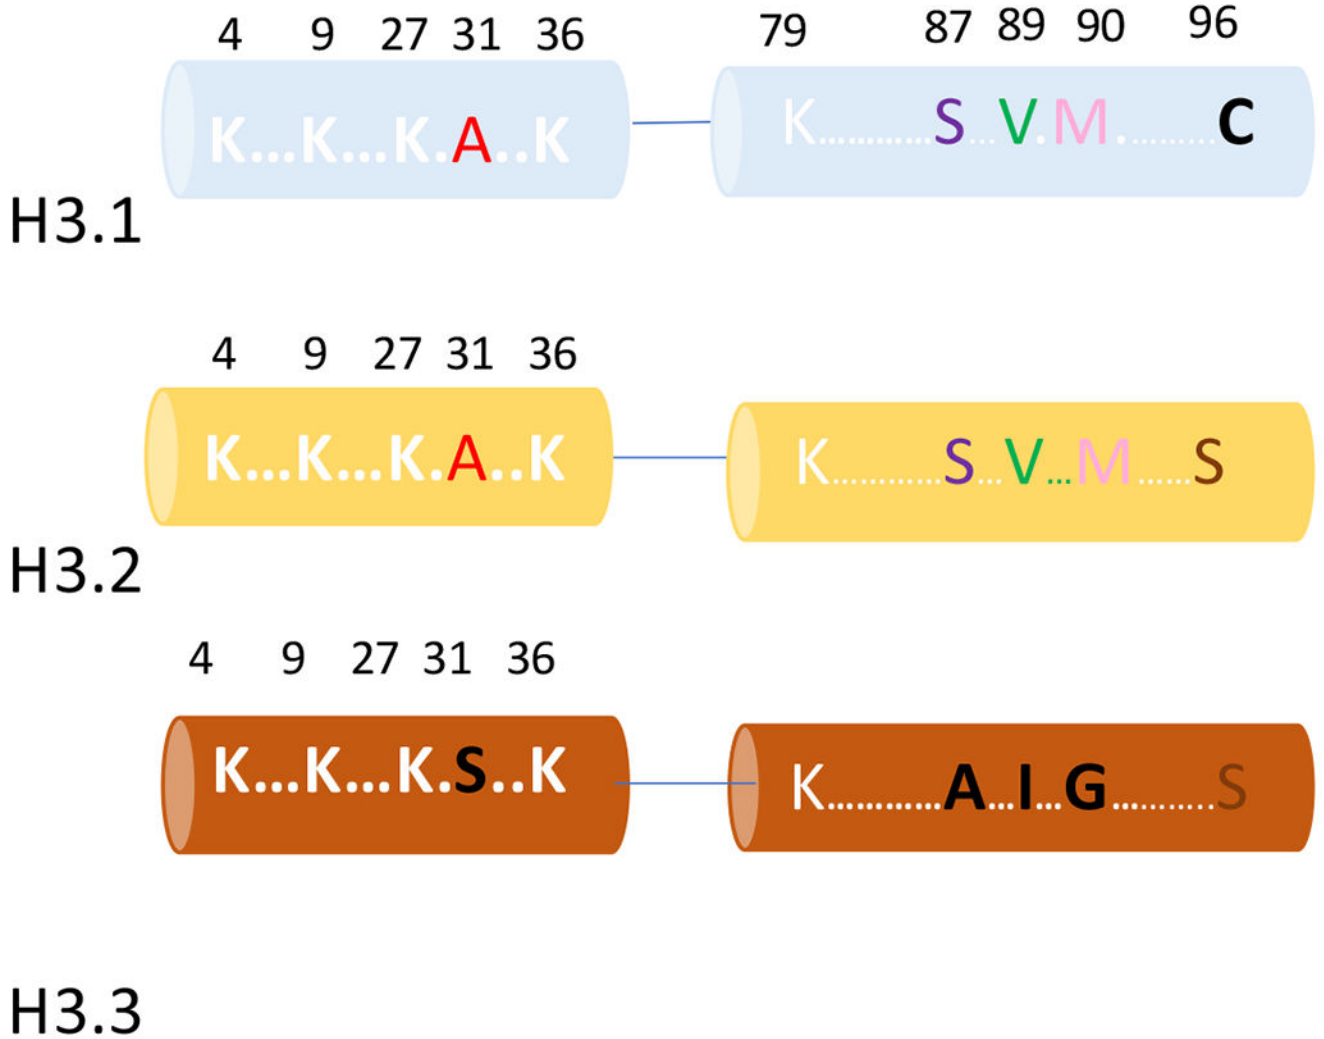 4 9 27 31 36 79 87 89 90 96
K...K...K.A..K K............S...V.M.........C
H3.1
4 9 27 31 36
K...K...K.A..K K............S...V...M......S
H3.2
4 9 27 31 36
K...K...K.S..K K............A...I...G..........S
H3.3